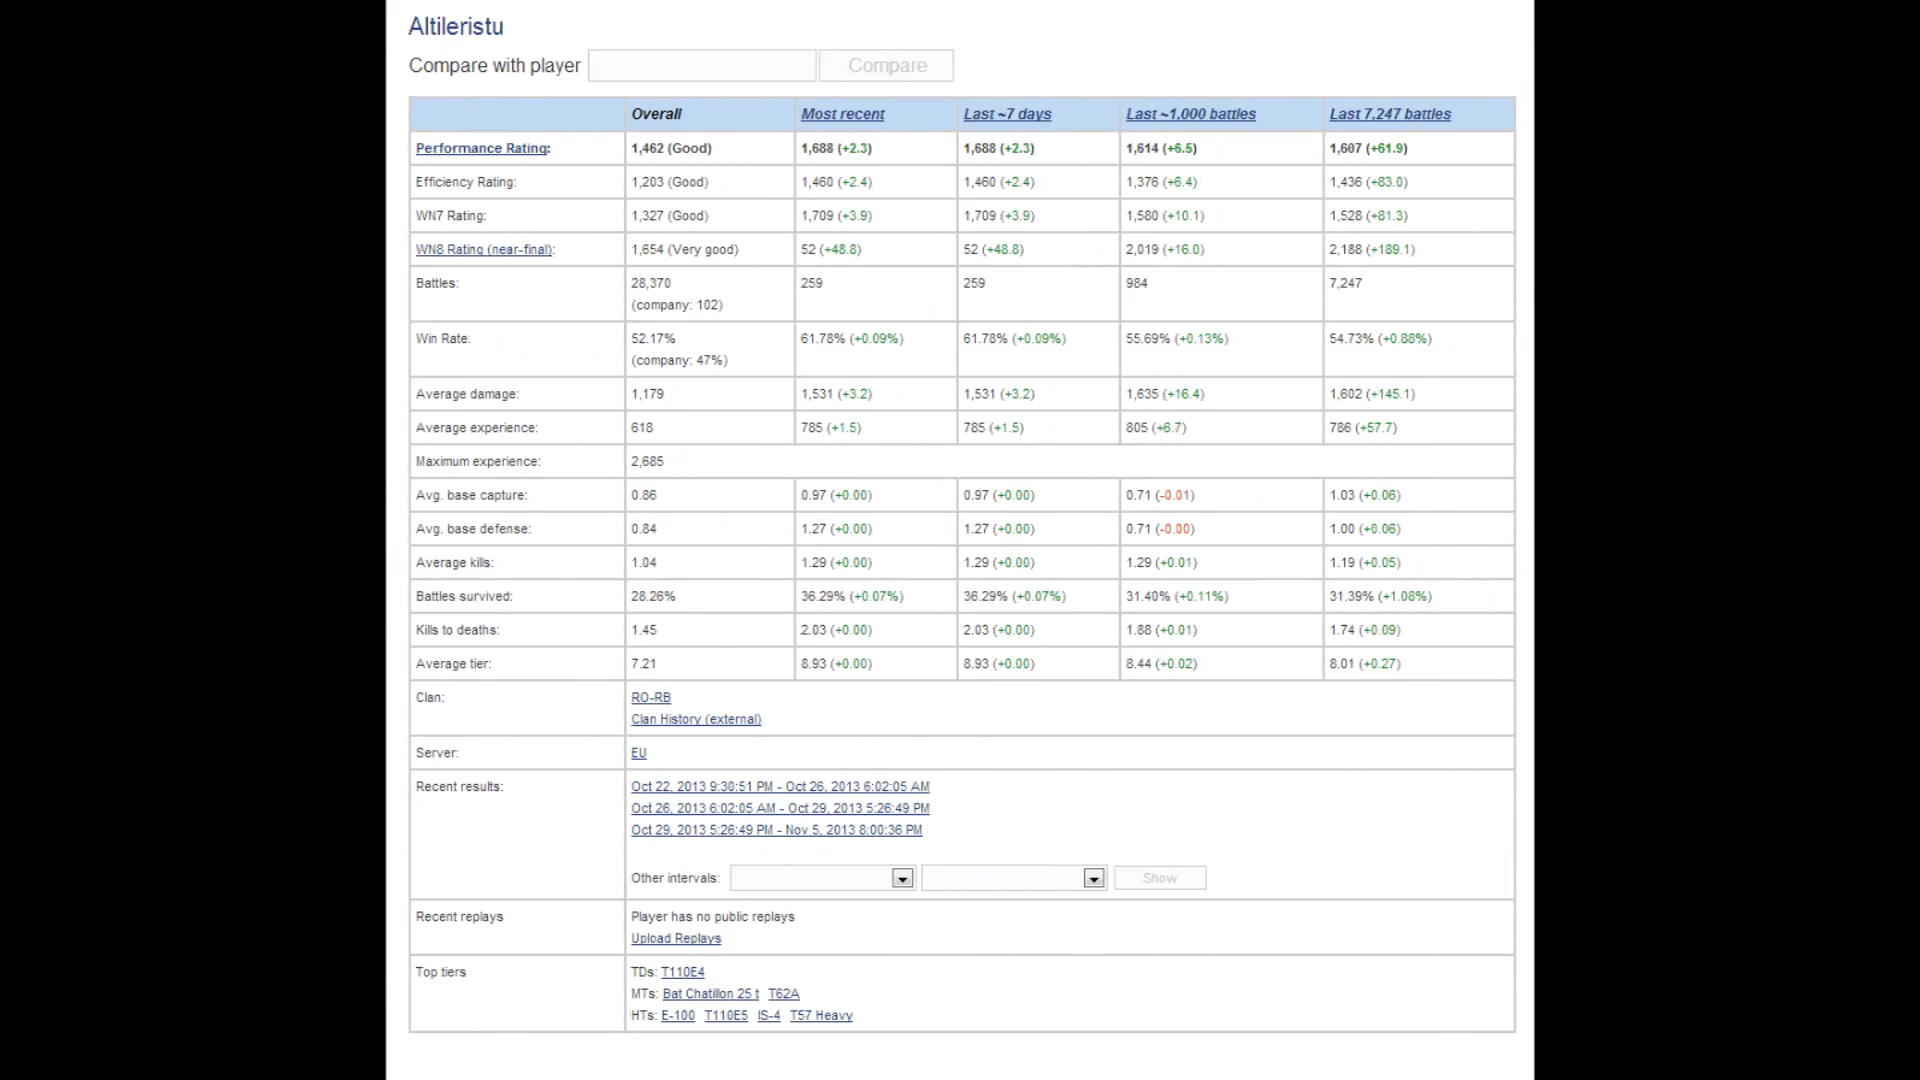 Altileristu
Compare with player Compare
Overall Most recent Last ~7 days Last ~1,000 battles Last 7,247 battles
Performance Rating: 1,462 (Good) 1,688 (+2.3) 1,688 (+2.3) 1,614 (+6.5) 1,607 (+61.9)
Efficiency Rating: 1,203 (Good) 1,460 (+2.4) 1,460 (+2.4) 1,376 (+6.4) 1,436 (+83.0)
WN7 Rating: 1,327 (Good) 1,709 (+3.9) 1,709 (+3.9) 1,580 (+10.1) 1,528 (+81.3)
WN8 Rating (near-final): 1,654 (Very good) 52 (+48.8) 52 (+48.8) 2,019 (+16.0) 2,188 (+189.1)
Battles: 28,370 259 259 984 7,247
(company: 102)
Win Rate: 52.17% 61.78% (+0.09%) 61.78% (+0.09%) 55.69% (+0.13%) 54.73% (+0.88%)
(company: 47%)
Average damage: 1,179 1,531 (+3.2) 1,531 (+3.2) 1,635 (+16.4) 1,602 (+145.1)
Average experience: 618 785 (+1.5) 785 (+1.5) 805 (+6.7) 786 (+57.7)
Maximum experience: 2,685
Avg. base capture: 0.86 0.97 (+0.00) 0.97 (+0.00) 0.71 (-0.01) 1.03 (+0.06)
Avg. base defense: 0.84 1.27 (+0.00) 1.27 (+0.00) 0.71 (-0.00) 1.00 (+0.06)
Average kills: 1.04 1.29 (+0.00) 1.29 (+0.00) 1.29 (+0.01) 1.19 (+0.05)
Battles survived: 28.26% 36.29% (+0.07%) 36.29% (+0.07%) 31.40% (+0.11%) 31.39% (+1.08%)
Kills to deaths: 1.45 2.03 (+0.00) 2.03 (+0.00) 1.88 (+0.01) 1.74 (+0.09)
Average tier: 7.21 8.93 (+0.00) 8.93 (+0.00) 8.44 (+0.02) 8.01 (+0.27)
Clan: RO-RB
Clan History (external)
Server: EU
Recent results: Oct 22, 2013 9:30:51 PM - Oct 26, 2013 6:02:05 AM
Oct 26, 2013 6:02:05 AM - Oct 29, 2013 5:26:49 PM
Oct 29, 2013 5:26:49 PM - Nov 5, 2013 8:00:36 PM
Other intervals: Show
Recent replays Player has no public replays
Upload Replays
Top tiers TDs: T110E4
MTs: Bat Chatillon 25 t T62A
HTs: E-100 T110E5 IS-4 T57 Heavy